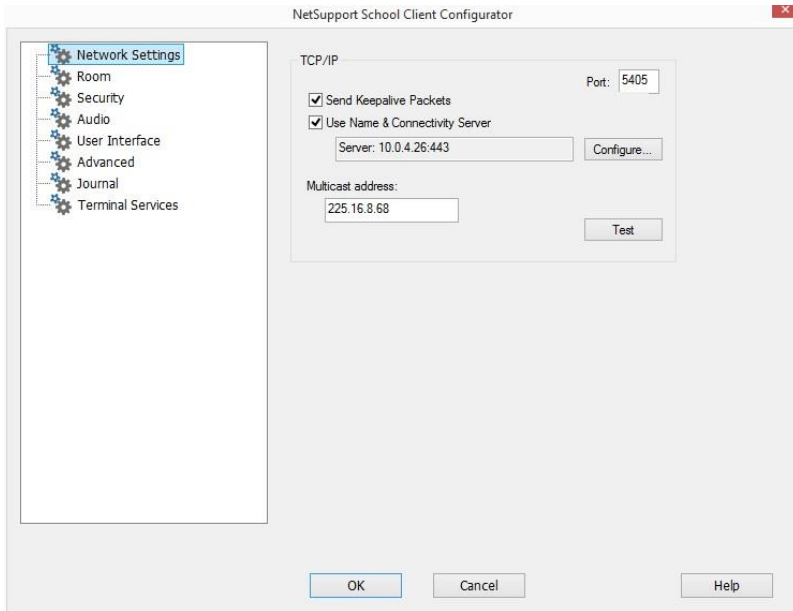 NetSupport School Client Configurator
Network Settings
Room
Security
Audio
User Interface
Advanced
Journal
Terminal Services
TCP/IP
Port: 5405
Send Keepalive Packets
Use Name & Connectivity Server
Server: 10.0.4.26:443
Configure...
Multicast address:
225.16.8.68
Test
OK
Cancel
Help